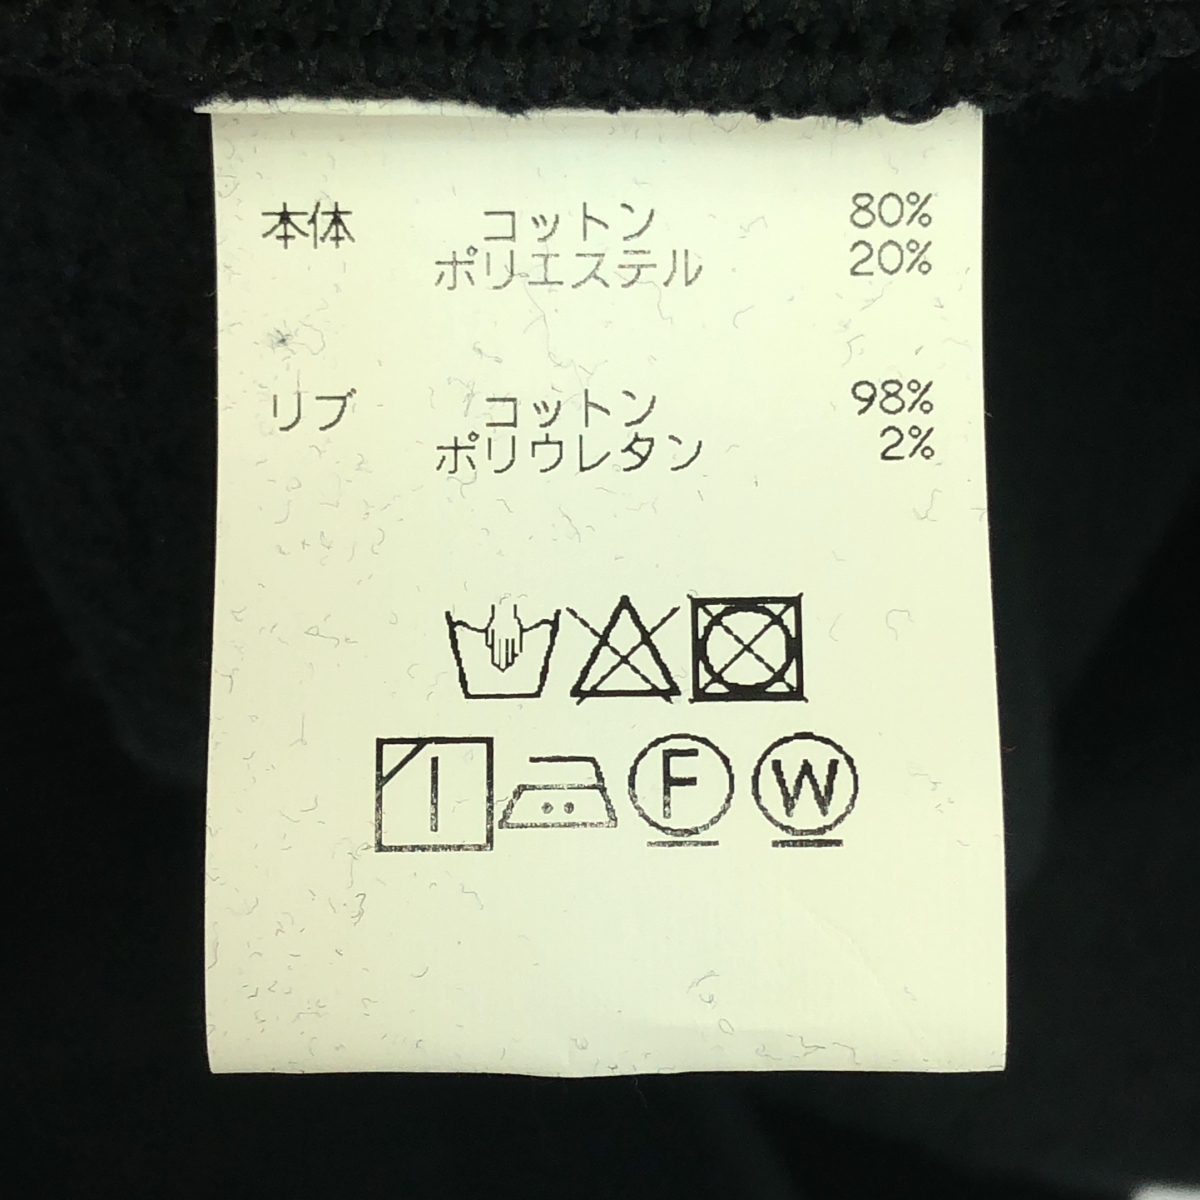 本体 コットン 80%
ポリエステル 20%
リブ コットン 98%
ポリウレタン 2%
F W